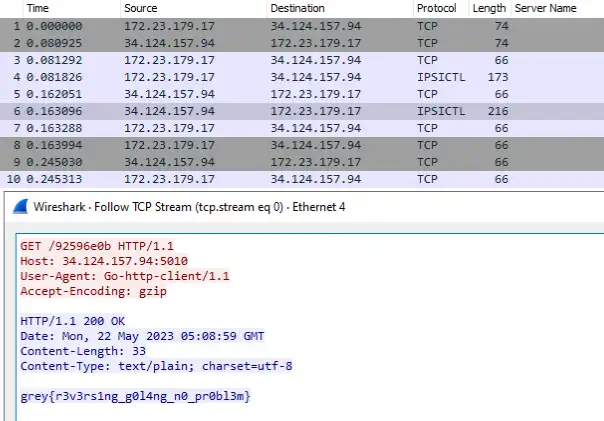 Time Source Destination Protocol Length Server Name
1 0.000000 172.23.179.17 34.124.157.94 TCP 74
2 0.080925 34.124.157.94 172.23.179.17 TCP 74
3 0.081292 172.23.179.17 34.124.157.94 TCP 66
4 0.081826 172.23.179.17 34.124.157.94 IPSICTL 173
5 0.162051 34.124.157.94 172.23.179.17 TCP 66
6 0.163096 34.124.157.94 172.23.179.17 IPSICTL 216
7 0.163288 172.23.179.17 34.124.157.94 TCP 66
8 0.163994 172.23.179.17 34.124.157.94 TCP 66
9 0.245030 34.124.157.94 172.23.179.17 TCP 66
10 0.245313 172.23.179.17 34.124.157.94 TCP 66
Wireshark · Follow TCP Stream (tcp.stream eq 0) · Ethernet 4
GET /92596e0b HTTP/1.1
Host: 34.124.157.94:5010
User-Agent: Go-http-client/1.1
Accept-Encoding: gzip
HTTP/1.1 200 OK
Date: Mon, 22 May 2023 05:08:59 GMT
Content-Length: 33
Content-Type: text/plain; charset=utf-8
grey{r3v3rs1ng_g0l4ng_n0_pr0bl3m}